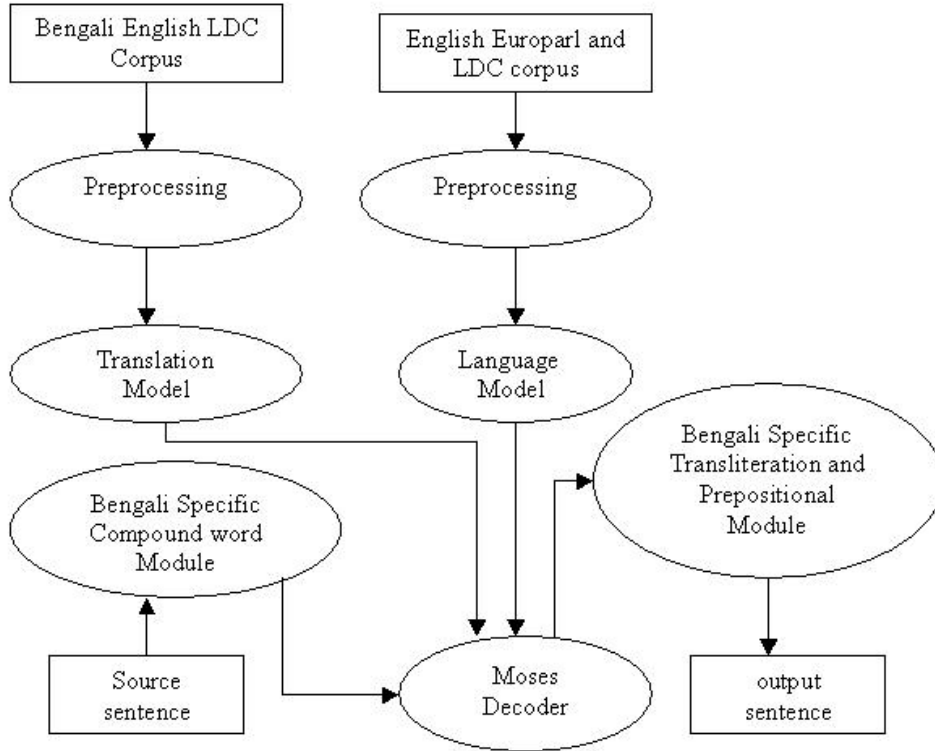 Bengali English LDC
Corpus
English Europarl and
LDC corpus
Preprocessing
Preprocessing
Translation
Model
Language
Model
Bengali Specific
Transliteration and
Prepositional
Module
Bengali Specific
Compound word
Module
Source
sentence
Moses
Decoder
output
sentence